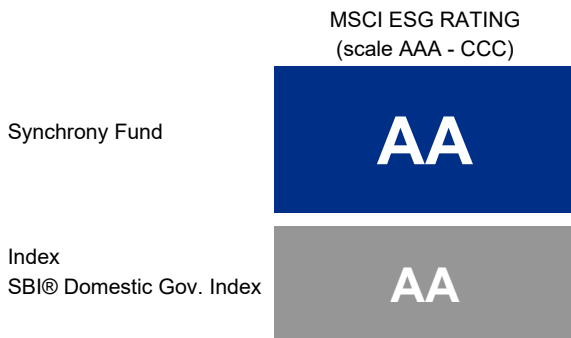 MSCI ESG RATING
(scale AAA - CCC)
Synchrony Fund
AA
Index
SBI® Domestic Gov. Index
AA